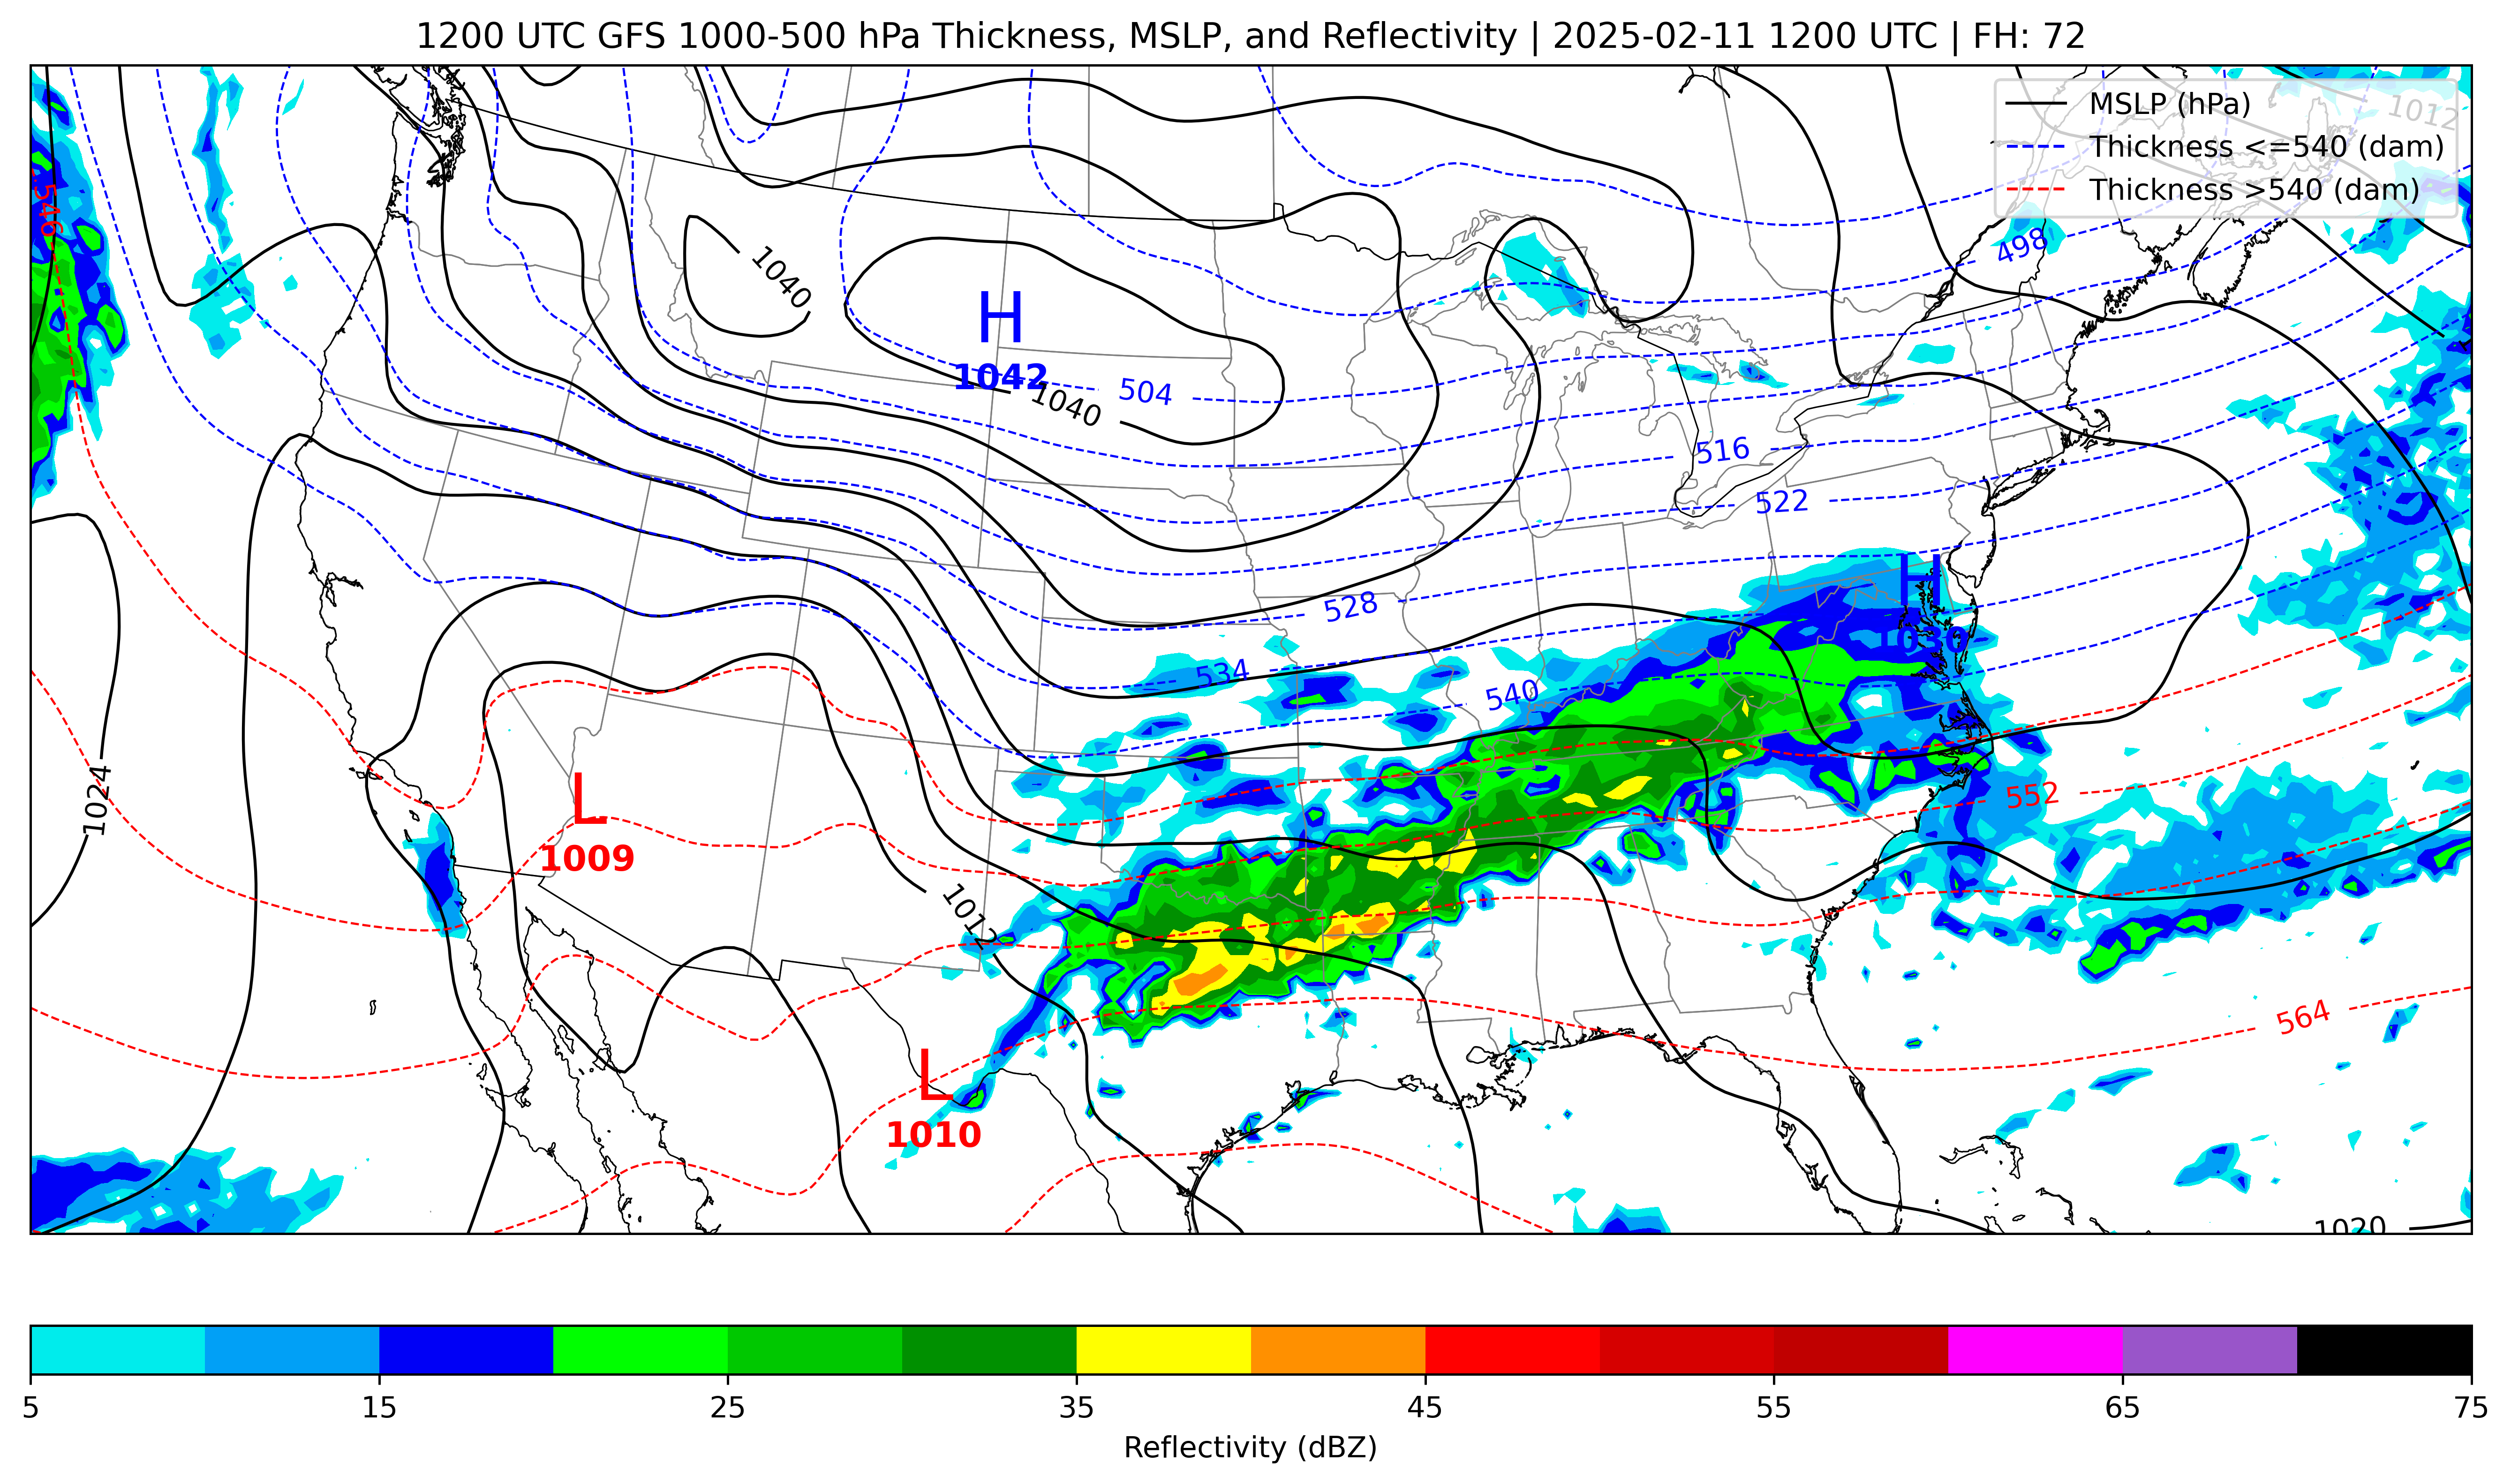 1200 UTC GFS 1000-500 hPa Thickness, MSLP, and Reflectivity | 2025-02-11 1200 UTC | FH: 72
MSLP (hPa)
Thickness <=540 (dam)
Thickness >540 (dam)
1012
546
498
1040
H
1042
504
1040
516
522
H
1030
528
534
540
L
1009
1024
552
1012
564
L
1010
1020
5 15 25 35 45 55 65 75
Reflectivity (dBZ)